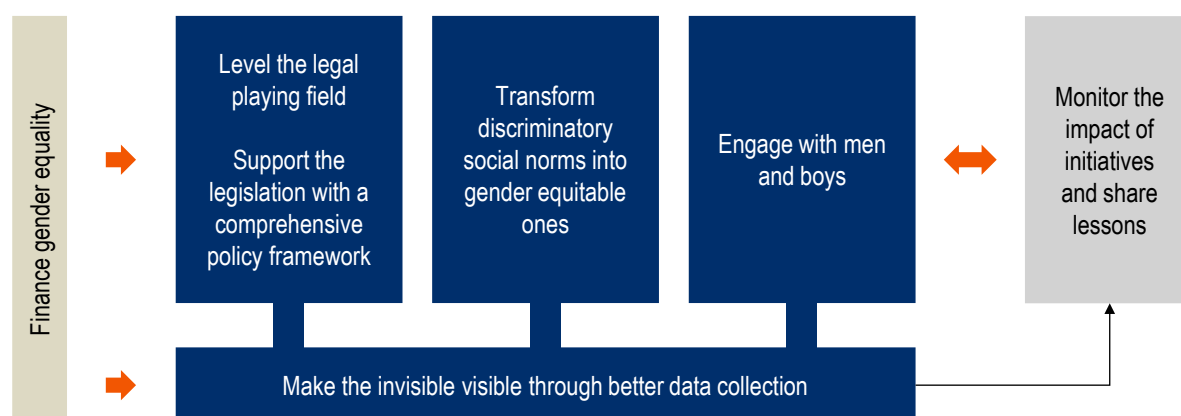 Finance gender equality
Level the legal
playing field
Support the
legislation with a
comprehensive
policy framework
Transform
discriminatory
social norms into
gender equitable
ones
Engage with men
and boys
Monitor the
impact of
initiatives
and share
lessons
Make the invisible visible through better data collection